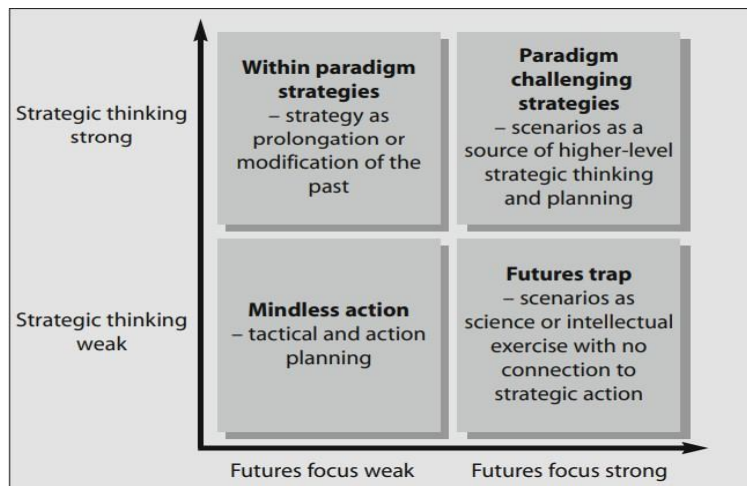 Strategic thinking
strong
Within paradigm
strategies
– strategy as
prolongation or
modification of the
past
Paradigm
challenging
strategies
– scenarios as a
source of higher-level
strategic thinking
and planning
Strategic thinking
weak
Mindless action
– tactical and action
planning
Futures trap
– scenarios as
science or intellectual
exercise with no
connection to
strategic action
Futures focus weak
Futures focus strong